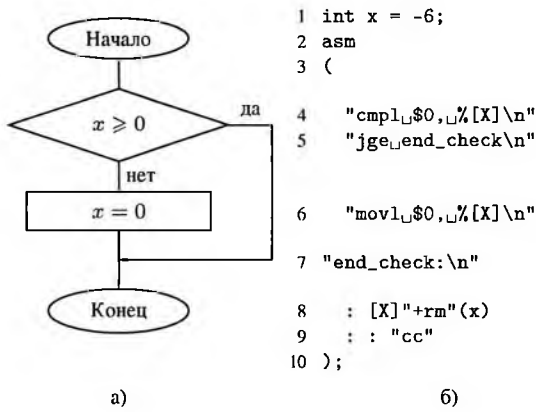 Начало
да
x ⩾ 0
нет
x = 0
Конец
а)
1 int x = -6;
2 asm
3 (
4 "cmpl␣$0,␣%[X]\n"
5 "jge␣end_check\n"
6 "movl␣$0,␣%[X]\n"
7 "end_check:\n"
8 : [X]"+rm"(x)
9 : : "cc"
10 );
б)